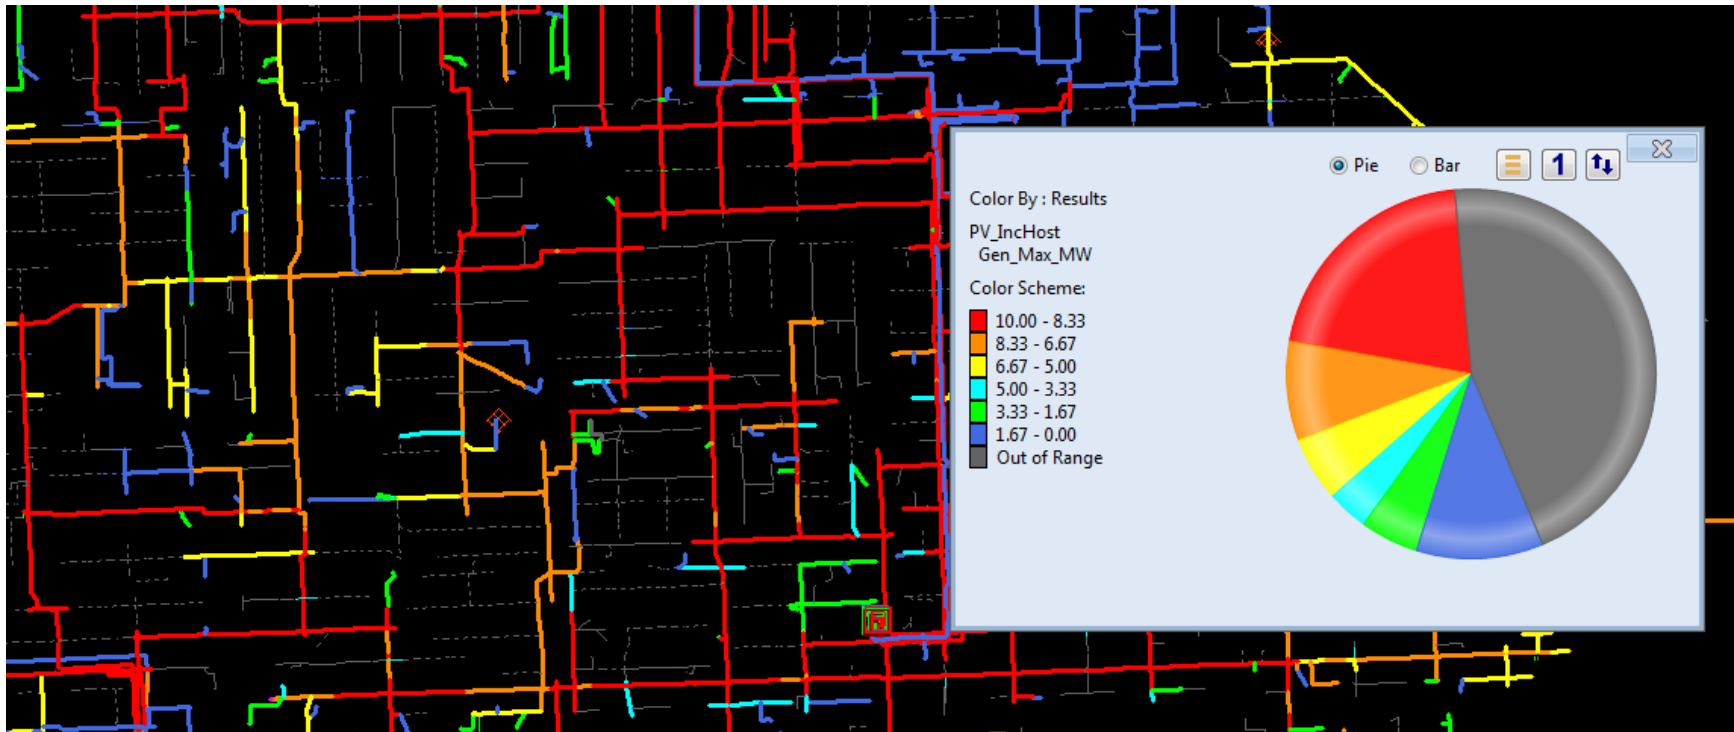 Pie
Bar
1
Color By : Results
PV_IncHost
Gen_Max_MW
Color Scheme:
10.00 - 8.33
8.33 - 6.67
6.67 - 5.00
5.00 - 3.33
3.33 - 1.67
1.67 - 0.00
Out of Range